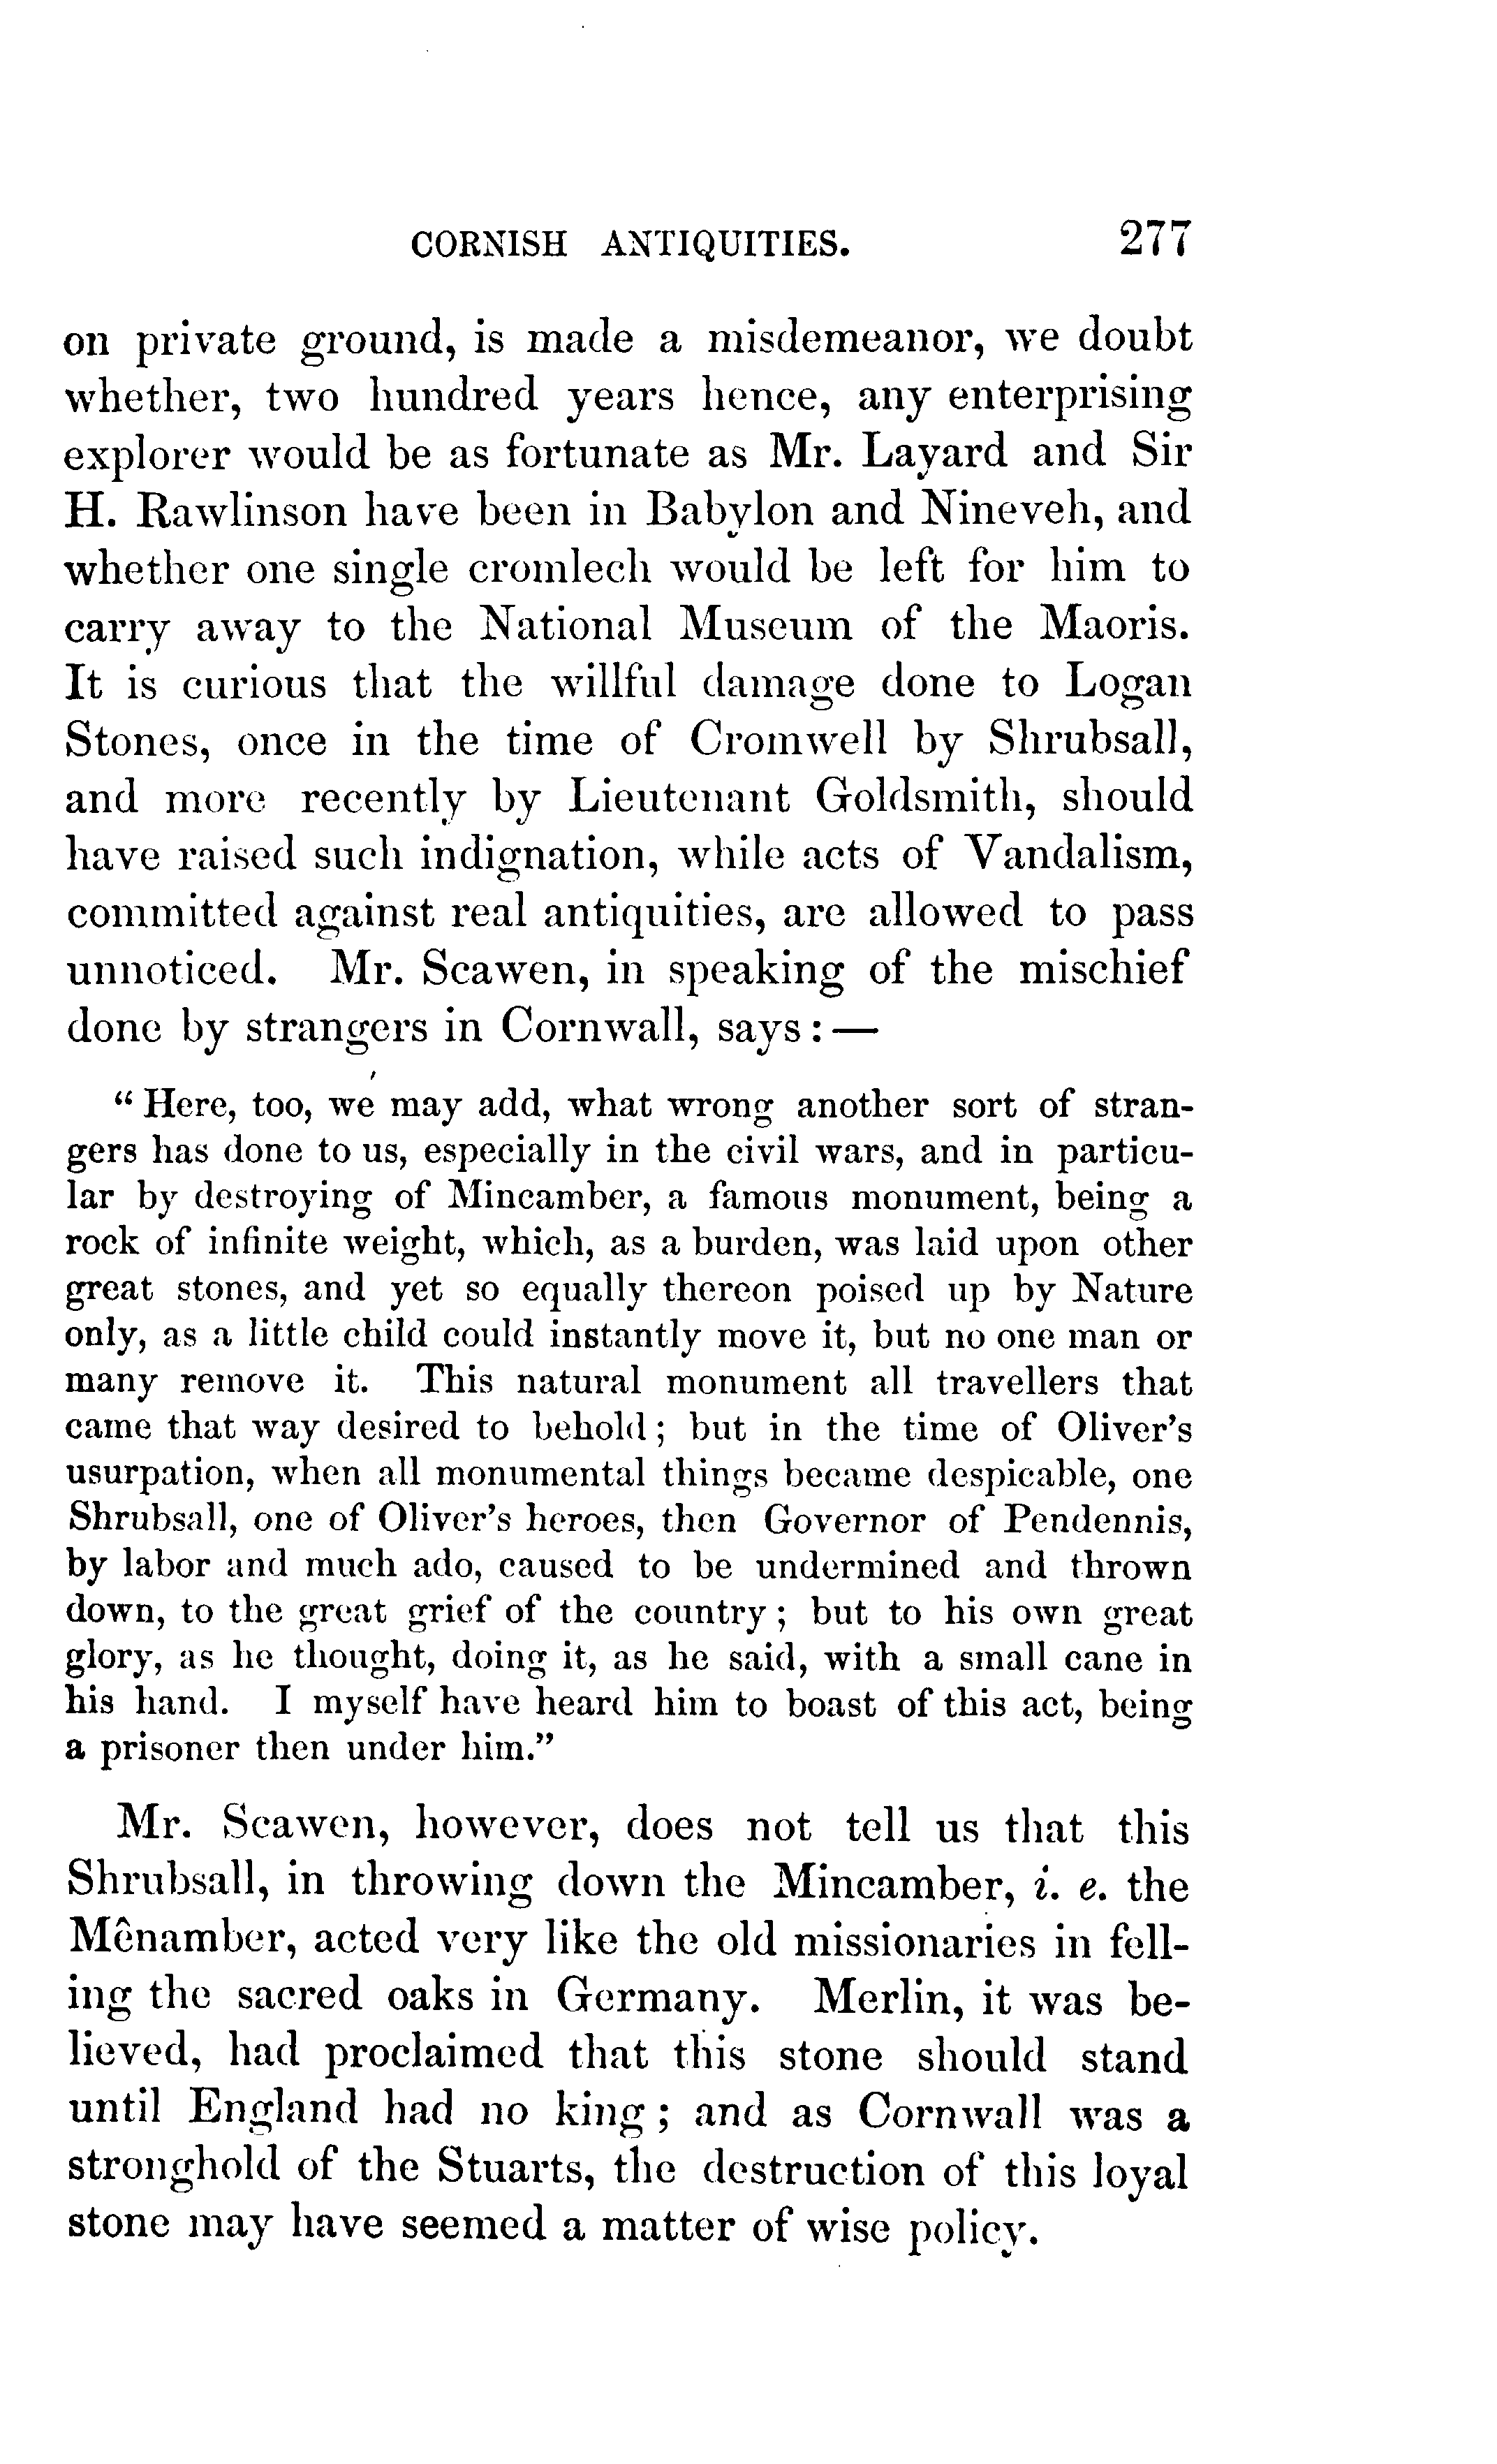 CORNISH ANTIQUITIES. 277
on private ground, is made a misdemeanor, we doubt
whether, two hundred years hence, any enterprising
explorer would be as fortunate as Mr. Layard and Sir
H. Rawlinson have been in Babylon and Nineveh, and
whether one single cromlech would be left for him to
carry away to the National Museum of the Maoris.
It is curious that the willful damage done to Logan
Stones, once in the time of Cromwell by Shrubsall,
and more recently by Lieutenant Goldsmith, should
have raised such indignation, while acts of Vandalism,
committed against real antiquities, are allowed to pass
unnoticed. Mr. Scawen, in speaking of the mischief
done by strangers in Cornwall, says: —
“ Here, too, we may add, what wrong another sort of stran-
gers has done to us, especially in the civil wars, and in particu-
lar by destroying of Mincamber, a famous monument, being a
rock of infinite weight, which, as a burden, was laid upon other
great stones, and yet so equally thereon poised up by Nature
only, as a little child could instantly move it, but no one man or
many remove it. This natural monument all travellers that
came that way desired to behold; but in the time of Oliver’s
usurpation, when all monumental things became despicable, one
Shrubsall, one of Oliver’s heroes, then Governor of Pendennis,
by labor and much ado, caused to be undermined and thrown
down, to the great grief of the country; but to his own great
glory, as he thought, doing it, as he said, with a small cane in
his hand. I myself have heard him to boast of this act, being
a prisoner then under him.”
Mr. Scawen, however, does not tell us that this
Shrubsall, in throwing down the Mincamber, i. e. the
Mênamber, acted very like the old missionaries in fell-
ing the sacred oaks in Germany. Merlin, it was be-
lieved, had proclaimed that this stone should stand
until England had no king; and as Cornwall was a
stronghold of the Stuarts, the destruction of this loyal
stone may have seemed a matter of wise policy.